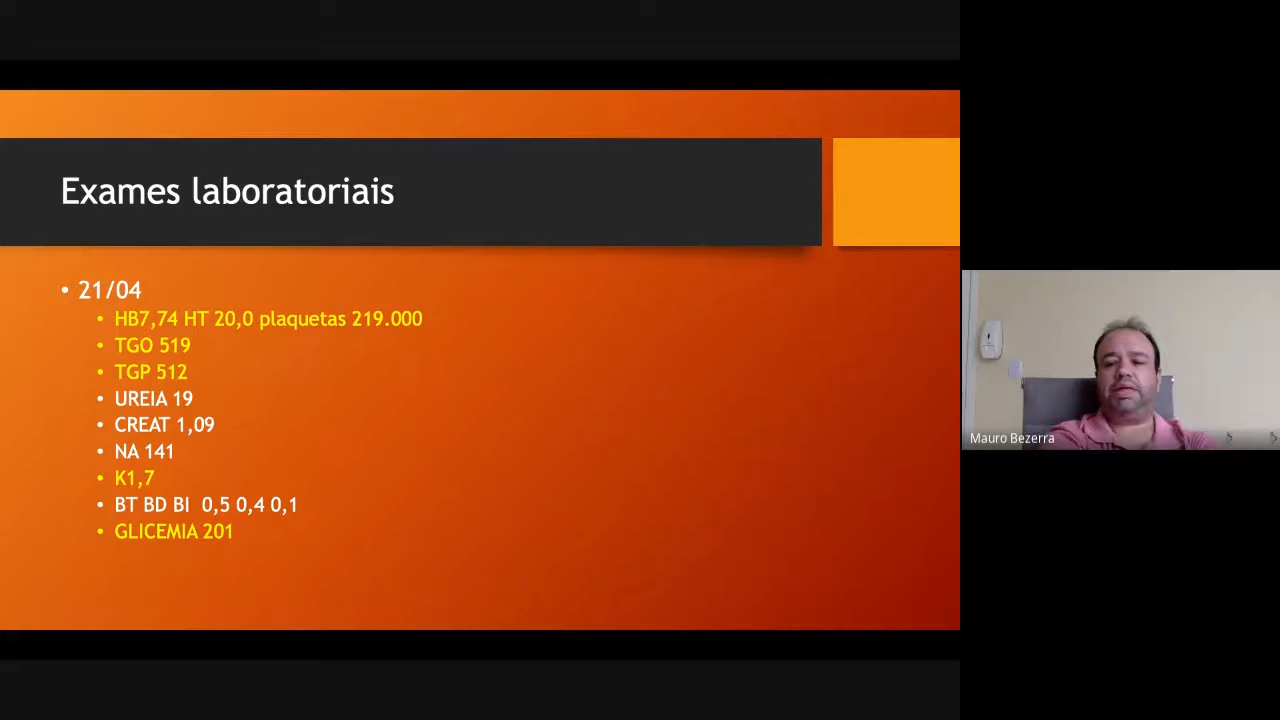 Exames laboratoriais
• 21/04
• HB7,74 HT 20,0 plaquetas 219.000
• TGO 519
• TGP 512
• UREIA 19
• CREAT 1,09
• NA 141
• K1,7
• BT BD BI 0,5 0,4 0,1
• GLICEMIA 201
Mauro Bezerra